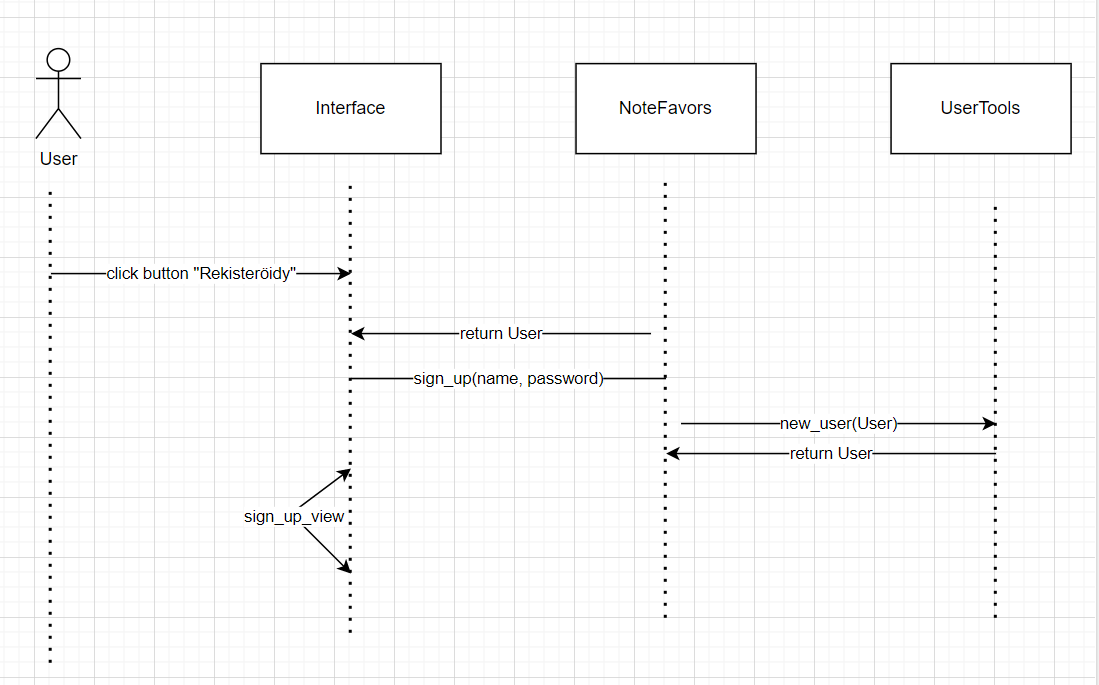 User
Interface
NoteFavors
UserTools
click button "Rekisteröidy"
return User
sign_up(name, password)
new_user(User)
return User
sign_up_view